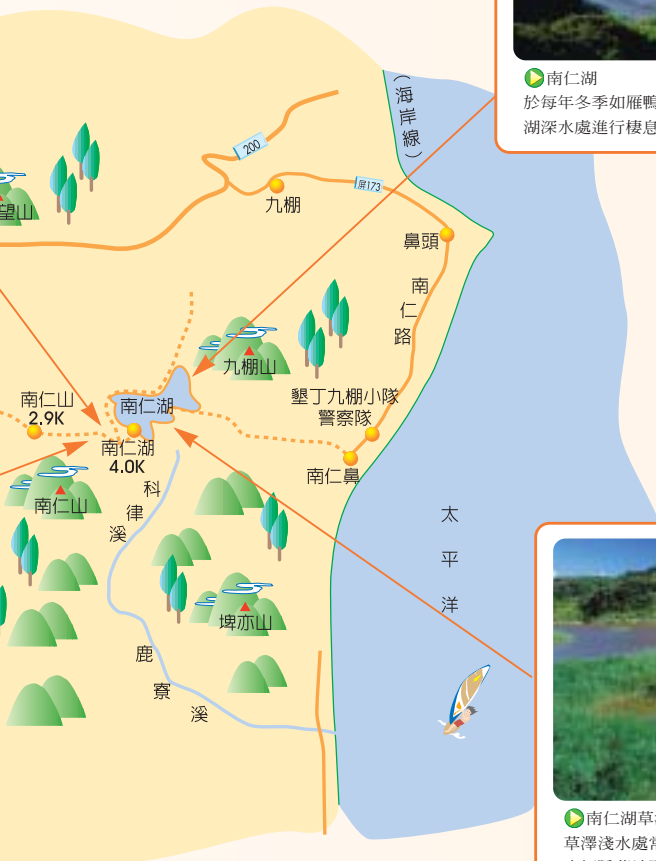 南仁湖
於每年冬季如雁鴨
湖深水處進行棲息
（海岸線）
200
屏173
九棚
望山
鼻頭
南仁路
九棚山
墾丁九棚小隊
警察隊
南仁山
2.9K
南仁湖
南仁湖
4.0K
南仁鼻
南仁山
科律溪
太平洋
埤亦山
鹿寮溪
南仁湖草
草澤淺水處常